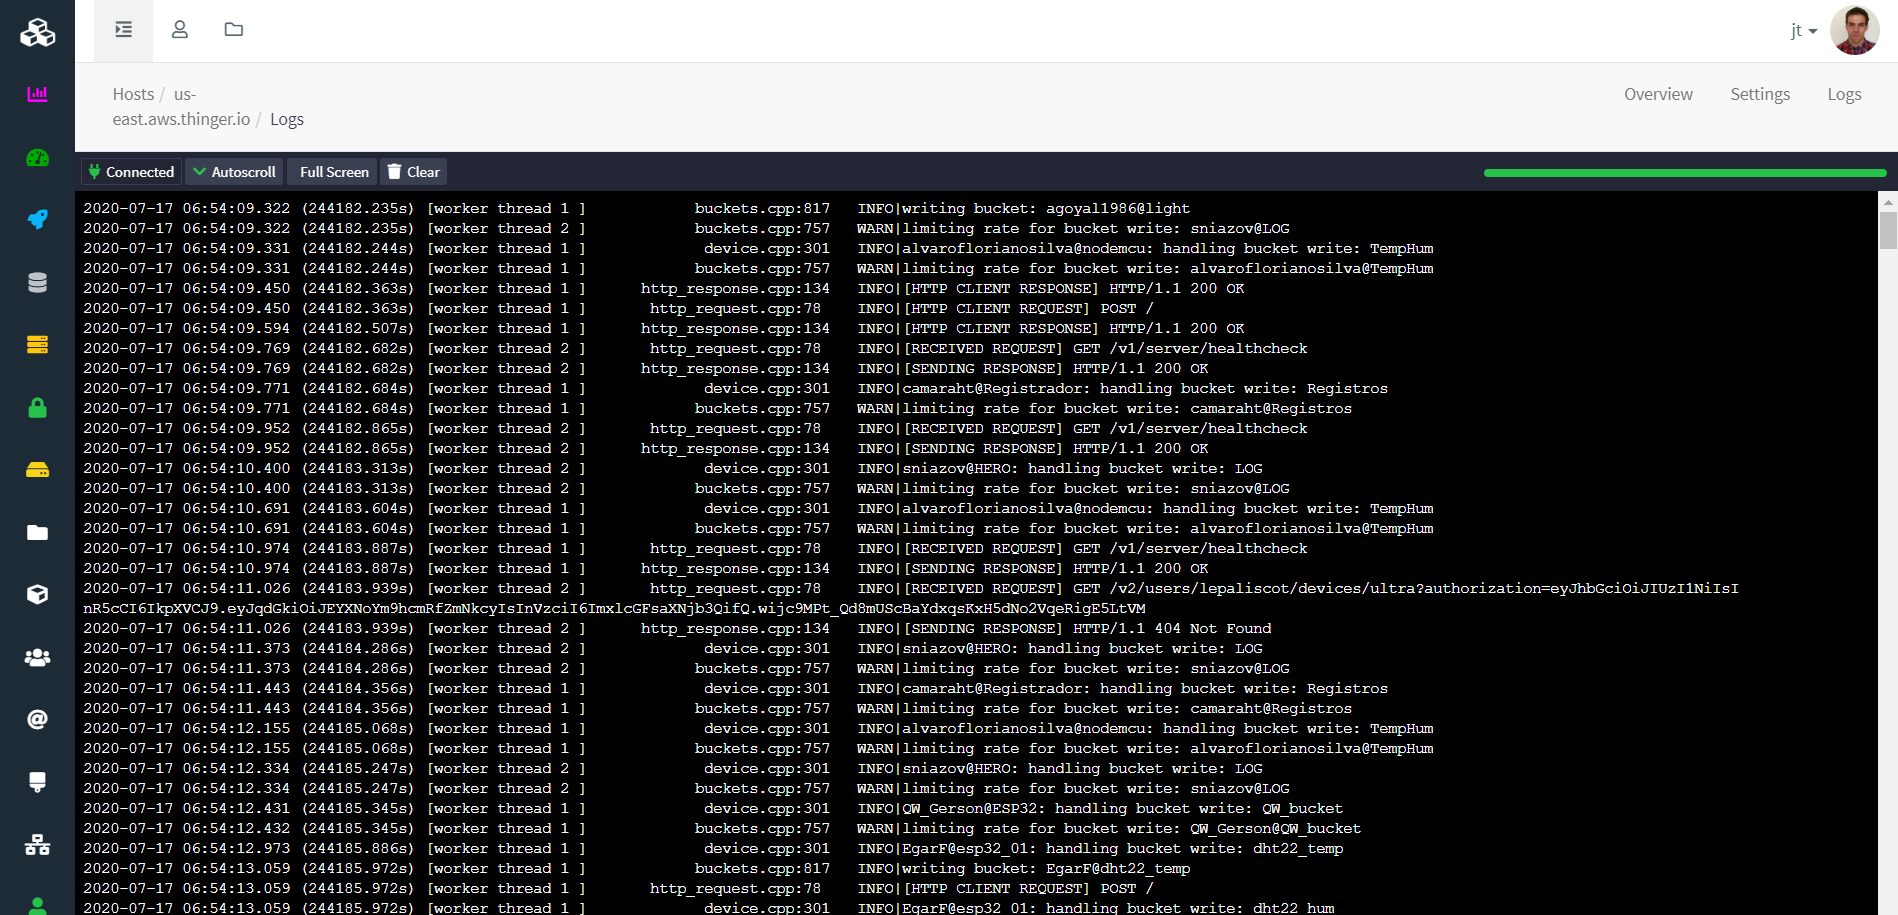 jt
Hosts / us-
east.aws.thinger.io / Logs
Overview Settings Logs
Connected Autoscroll Full Screen Clear
2020-07-17 06:54:09.322 (244182.235s) [worker thread 1 ] buckets.cpp:817 INFO|writing bucket: agoyal1986@light
2020-07-17 06:54:09.322 (244182.235s) [worker thread 2 ] buckets.cpp:757 WARN|limiting rate for bucket write: sniazov@LOG
2020-07-17 06:54:09.331 (244182.244s) [worker thread 1 ] device.cpp:301 INFO|alvaroflorianosilva@nodemcu: handling bucket write: TempHum
2020-07-17 06:54:09.331 (244182.244s) [worker thread 1 ] buckets.cpp:757 WARN|limiting rate for bucket write: alvaroflorianosilva@TempHum
2020-07-17 06:54:09.450 (244182.363s) [worker thread 1 ] http_response.cpp:134 INFO|[HTTP CLIENT RESPONSE] HTTP/1.1 200 OK
2020-07-17 06:54:09.450 (244182.363s) [worker thread 1 ] http_request.cpp:78 INFO|[HTTP CLIENT REQUEST] POST /
2020-07-17 06:54:09.594 (244182.507s) [worker thread 1 ] http_response.cpp:134 INFO|[HTTP CLIENT RESPONSE] HTTP/1.1 200 OK
2020-07-17 06:54:09.769 (244182.682s) [worker thread 2 ] http_request.cpp:78 INFO|[RECEIVED REQUEST] GET /v1/server/healthcheck
2020-07-17 06:54:09.769 (244182.682s) [worker thread 2 ] http_response.cpp:134 INFO|[SENDING RESPONSE] HTTP/1.1 200 OK
2020-07-17 06:54:09.771 (244182.684s) [worker thread 1 ] device.cpp:301 INFO|camaraht@Registrador: handling bucket write: Registros
2020-07-17 06:54:09.771 (244182.684s) [worker thread 1 ] buckets.cpp:757 WARN|limiting rate for bucket write: camaraht@Registros
2020-07-17 06:54:09.952 (244182.865s) [worker thread 2 ] http_request.cpp:78 INFO|[RECEIVED REQUEST] GET /v1/server/healthcheck
2020-07-17 06:54:09.952 (244182.865s) [worker thread 2 ] http_response.cpp:134 INFO|[SENDING RESPONSE] HTTP/1.1 200 OK
2020-07-17 06:54:10.400 (244183.313s) [worker thread 2 ] device.cpp:301 INFO|sniazov@HERO: handling bucket write: LOG
2020-07-17 06:54:10.400 (244183.313s) [worker thread 2 ] buckets.cpp:757 WARN|limiting rate for bucket write: sniazov@LOG
2020-07-17 06:54:10.691 (244183.604s) [worker thread 1 ] device.cpp:301 INFO|alvaroflorianosilva@nodemcu: handling bucket write: TempHum
2020-07-17 06:54:10.691 (244183.604s) [worker thread 1 ] buckets.cpp:757 WARN|limiting rate for bucket write: alvaroflorianosilva@TempHum
2020-07-17 06:54:10.974 (244183.887s) [worker thread 1 ] http_request.cpp:78 INFO|[RECEIVED REQUEST] GET /v1/server/healthcheck
2020-07-17 06:54:10.974 (244183.887s) [worker thread 1 ] http_response.cpp:134 INFO|[SENDING RESPONSE] HTTP/1.1 200 OK
2020-07-17 06:54:11.026 (244183.939s) [worker thread 2 ] http_request.cpp:78 INFO|[RECEIVED REQUEST] GET /v2/users/lepaliscot/devices/ultra?authorization=eyJhbGciOiJIUzI1NiIsI
nR5cCI6IkpXVCJ9.eyJqdGkiOiJEYXNoYm9hcmRfZmNkcyIsInVzciI6ImxlcGFsaXNjb3QifQ.wijc9MPt_Qd8mUScBaYdxqsKxH5dNo2VqeRigE5LtVM
2020-07-17 06:54:11.026 (244183.939s) [worker thread 2 ] http_response.cpp:134 INFO|[SENDING RESPONSE] HTTP/1.1 404 Not Found
2020-07-17 06:54:11.373 (244184.286s) [worker thread 2 ] device.cpp:301 INFO|sniazov@HERO: handling bucket write: LOG
2020-07-17 06:54:11.373 (244184.286s) [worker thread 2 ] buckets.cpp:757 WARN|limiting rate for bucket write: sniazov@LOG
2020-07-17 06:54:11.443 (244184.356s) [worker thread 1 ] device.cpp:301 INFO|camaraht@Registrador: handling bucket write: Registros
2020-07-17 06:54:11.443 (244184.356s) [worker thread 1 ] buckets.cpp:757 WARN|limiting rate for bucket write: camaraht@Registros
2020-07-17 06:54:12.155 (244185.068s) [worker thread 1 ] device.cpp:301 INFO|alvaroflorianosilva@nodemcu: handling bucket write: TempHum
2020-07-17 06:54:12.155 (244185.068s) [worker thread 1 ] buckets.cpp:757 WARN|limiting rate for bucket write: alvaroflorianosilva@TempHum
2020-07-17 06:54:12.334 (244185.247s) [worker thread 2 ] device.cpp:301 INFO|sniazov@HERO: handling bucket write: LOG
2020-07-17 06:54:12.334 (244185.247s) [worker thread 2 ] buckets.cpp:757 WARN|limiting rate for bucket write: sniazov@LOG
2020-07-17 06:54:12.431 (244185.345s) [worker thread 1 ] device.cpp:301 INFO|QW_Gerson@ESP32: handling bucket write: QW_bucket
2020-07-17 06:54:12.432 (244185.345s) [worker thread 1 ] buckets.cpp:757 WARN|limiting rate for bucket write: QW_Gerson@QW_bucket
2020-07-17 06:54:12.973 (244185.886s) [worker thread 1 ] device.cpp:301 INFO|EgarF@esp32_01: handling bucket write: dht22_temp
2020-07-17 06:54:13.059 (244185.972s) [worker thread 1 ] buckets.cpp:817 INFO|writing bucket: EgarF@dht22_temp
2020-07-17 06:54:13.059 (244185.972s) [worker thread 1 ] http_request.cpp:78 INFO|[HTTP CLIENT REQUEST] POST /
2020-07-17 06:54:13.059 (244185.972s) [worker thread 1 ] device.cpp:301 INFO|EgarF@esp32_01: handling bucket write: dht22_hum